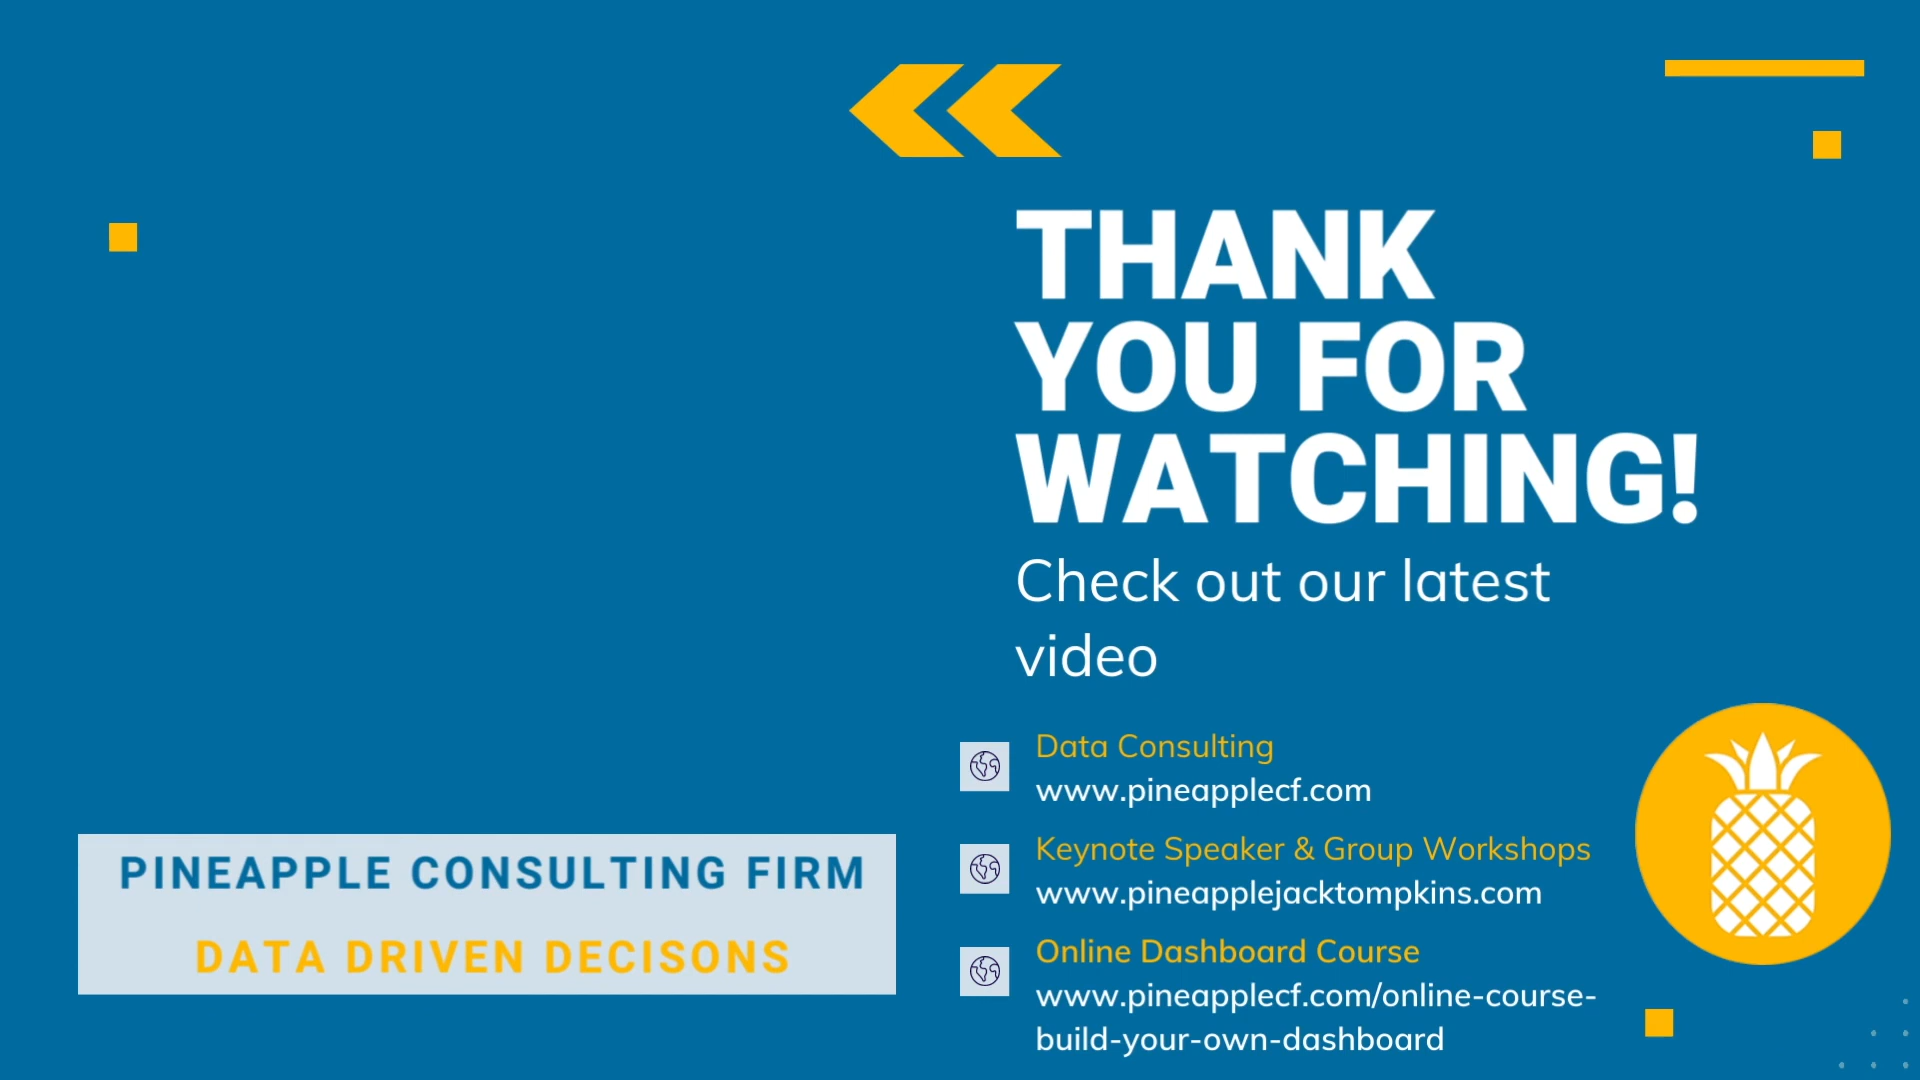 THANK
YOU FOR
WATCHING!
Check out our latest
video
Data Consulting
www.pineapplecf.com
Keynote Speaker & Group Workshops
www.pineapplejacktompkins.com
Online Dashboard Course
www.pineapplecf.com/online-course-
build-your-own-dashboard
PINEAPPLE CONSULTING FIRM
DATA DRIVEN DECISONS